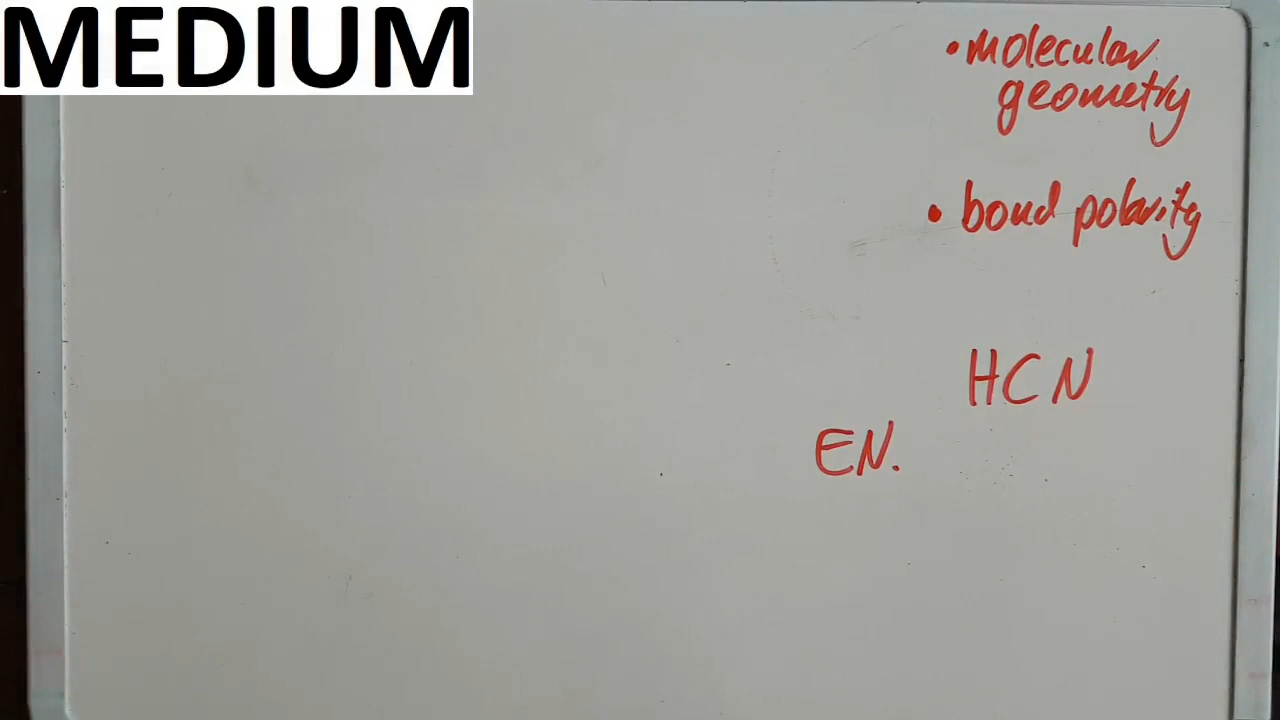 MEDIUM
• molecular
geometry
• bond polarity
HCN
EN.